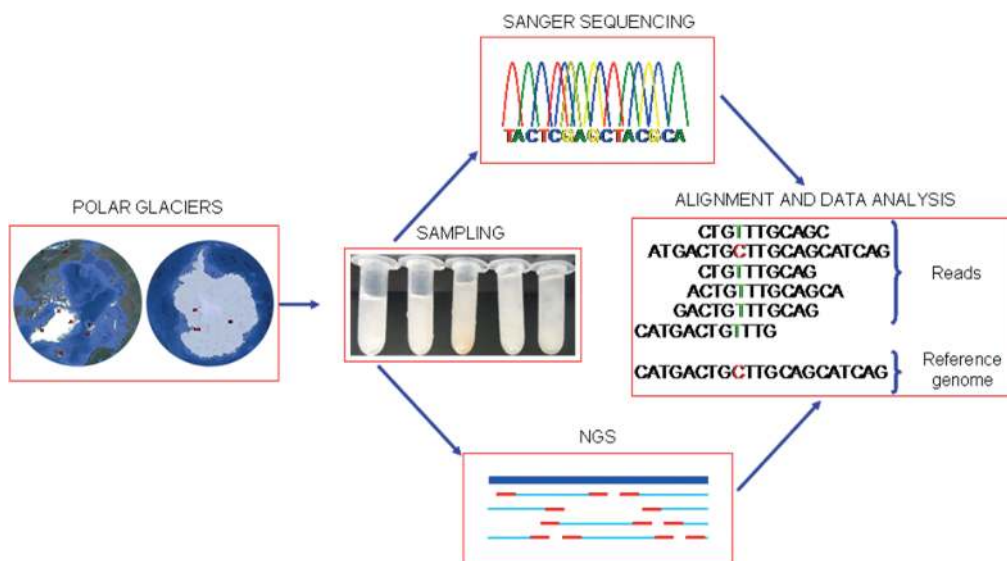 SANGER SEQUENCING
TACTCGAGCTACGCA
POLAR GLACIERS
SAMPLING
ALIGNMENT AND DATA ANALYSIS
CTGTTTGCAGC
ATGACTGCTTGCAGCATCAG
CTGTTTGCAG
ACTGTTTGCAGCA
GACTGTTTGCAG
CATGACTGTTTG
Reads
CATGACTGCTTGCAGCATCAG
Reference
genome
NGS